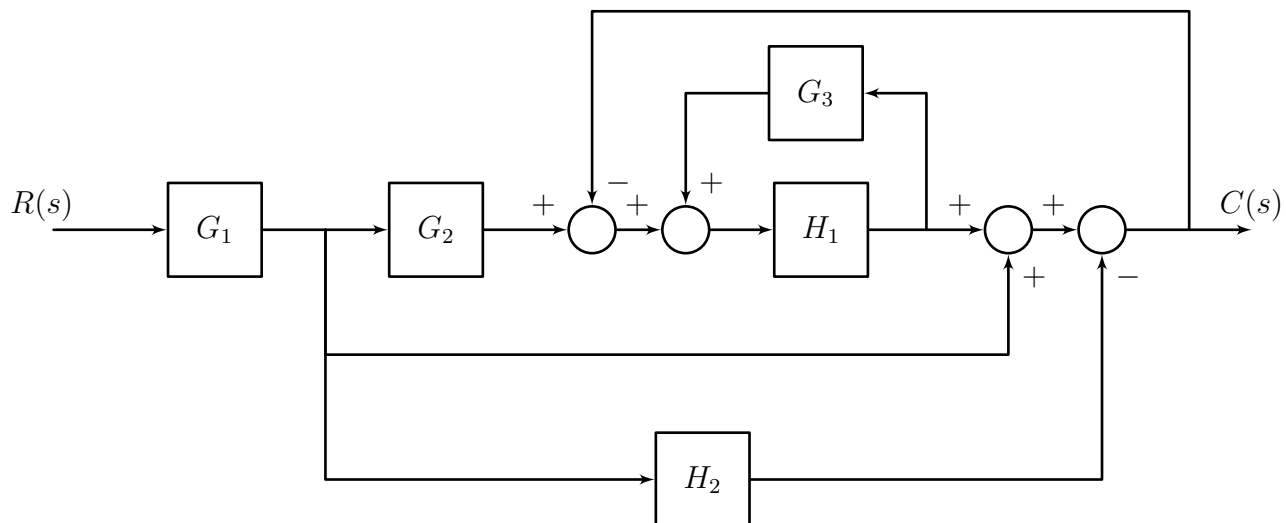 G₃
R(s)
G₁
G₂
+
−
+
+
H₁
+
+
C(s)
+
−
H₂